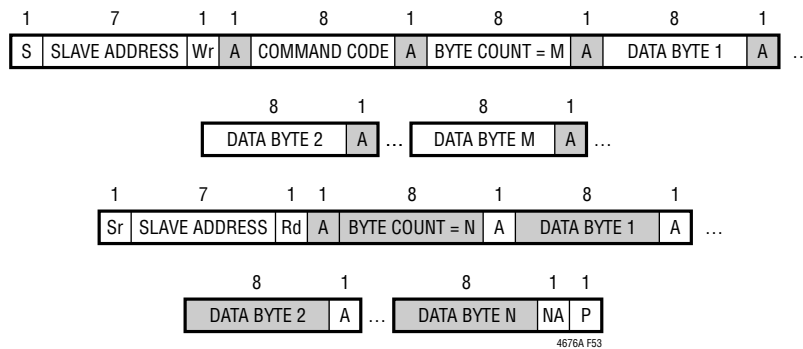 1 7 1 1 8 1 8 1 8 1
S SLAVE ADDRESS Wr A COMMAND CODE A BYTE COUNT = M A DATA BYTE 1 A …
8 1 8 1
DATA BYTE 2 A … DATA BYTE M A …
1 7 1 1 8 1 8 1
Sr SLAVE ADDRESS Rd A BYTE COUNT = N A DATA BYTE 1 A …
8 1 8 1 1
DATA BYTE 2 A … DATA BYTE N NA P
4676A F53